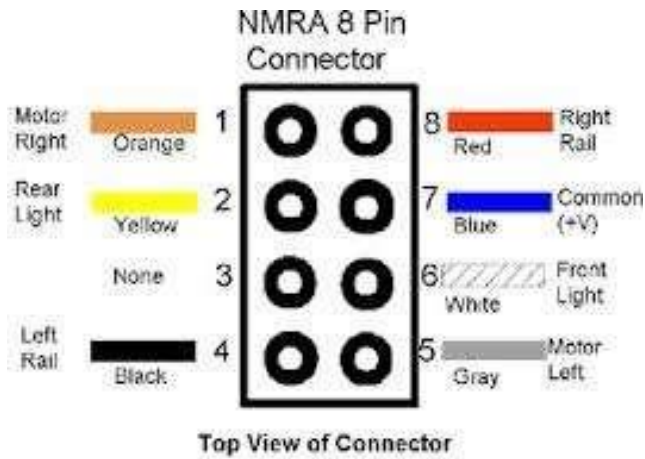 NMRA 8 Pin
Connector
Motor
Right
Orange
1
8
Red
Right
Rail
Rear
Light
Yellow
2
7
Blue
Common
(+V)
None
3
6
White
Front
Light
Left
Rail
Black
4
5
Gray
Motor
Left
Top View of Connector